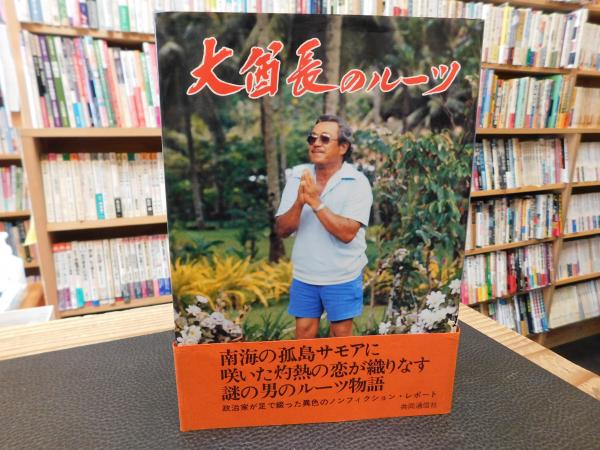 大酋長のルーツ
南海の孤島サモアに
咲いた灼熱の恋が織りなす
謎の男のルーツ物語
政治家が足で綴った異色のノンフィクション・レポート
共同通信社